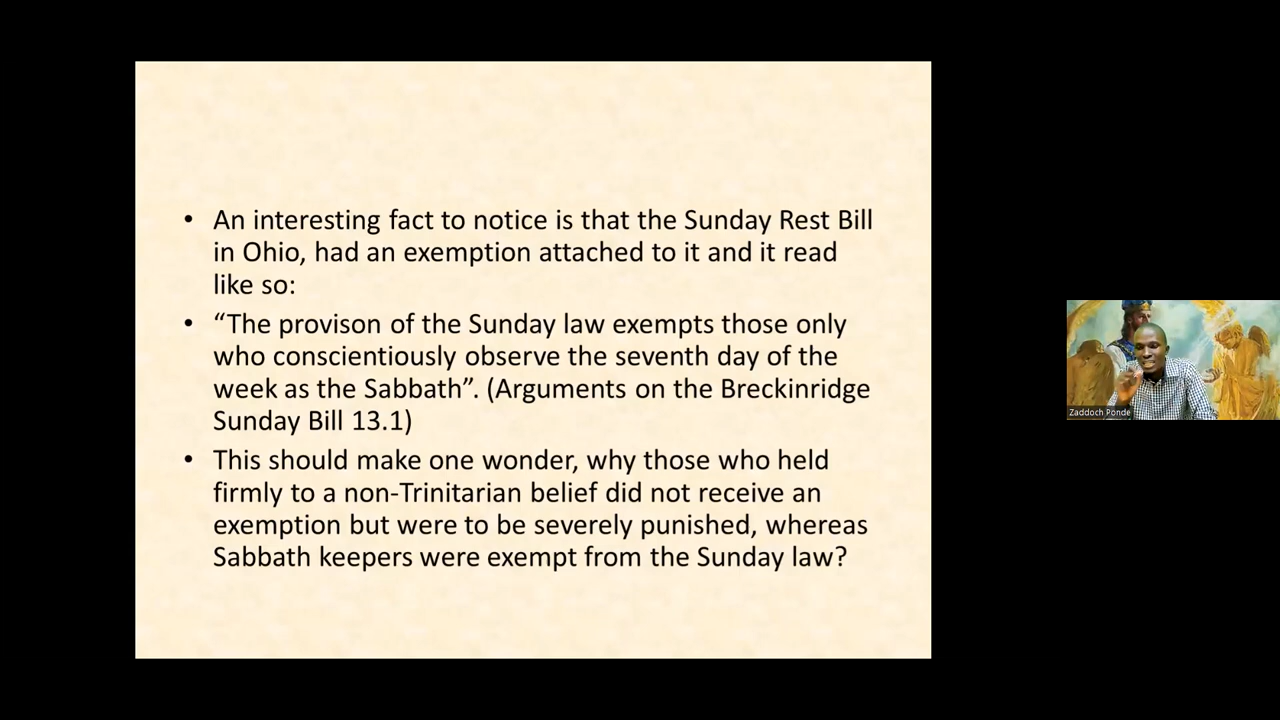 • An interesting fact to notice is that the Sunday Rest Bill
in Ohio, had an exemption attached to it and it read
like so:
• “The provison of the Sunday law exempts those only
who conscientiously observe the seventh day of the
week as the Sabbath”. (Arguments on the Breckinridge
Sunday Bill 13.1)
• This should make one wonder, why those who held
firmly to a non-Trinitarian belief did not receive an
exemption but were to be severely punished, whereas
Sabbath keepers were exempt from the Sunday law?
Zaddoch Ponde